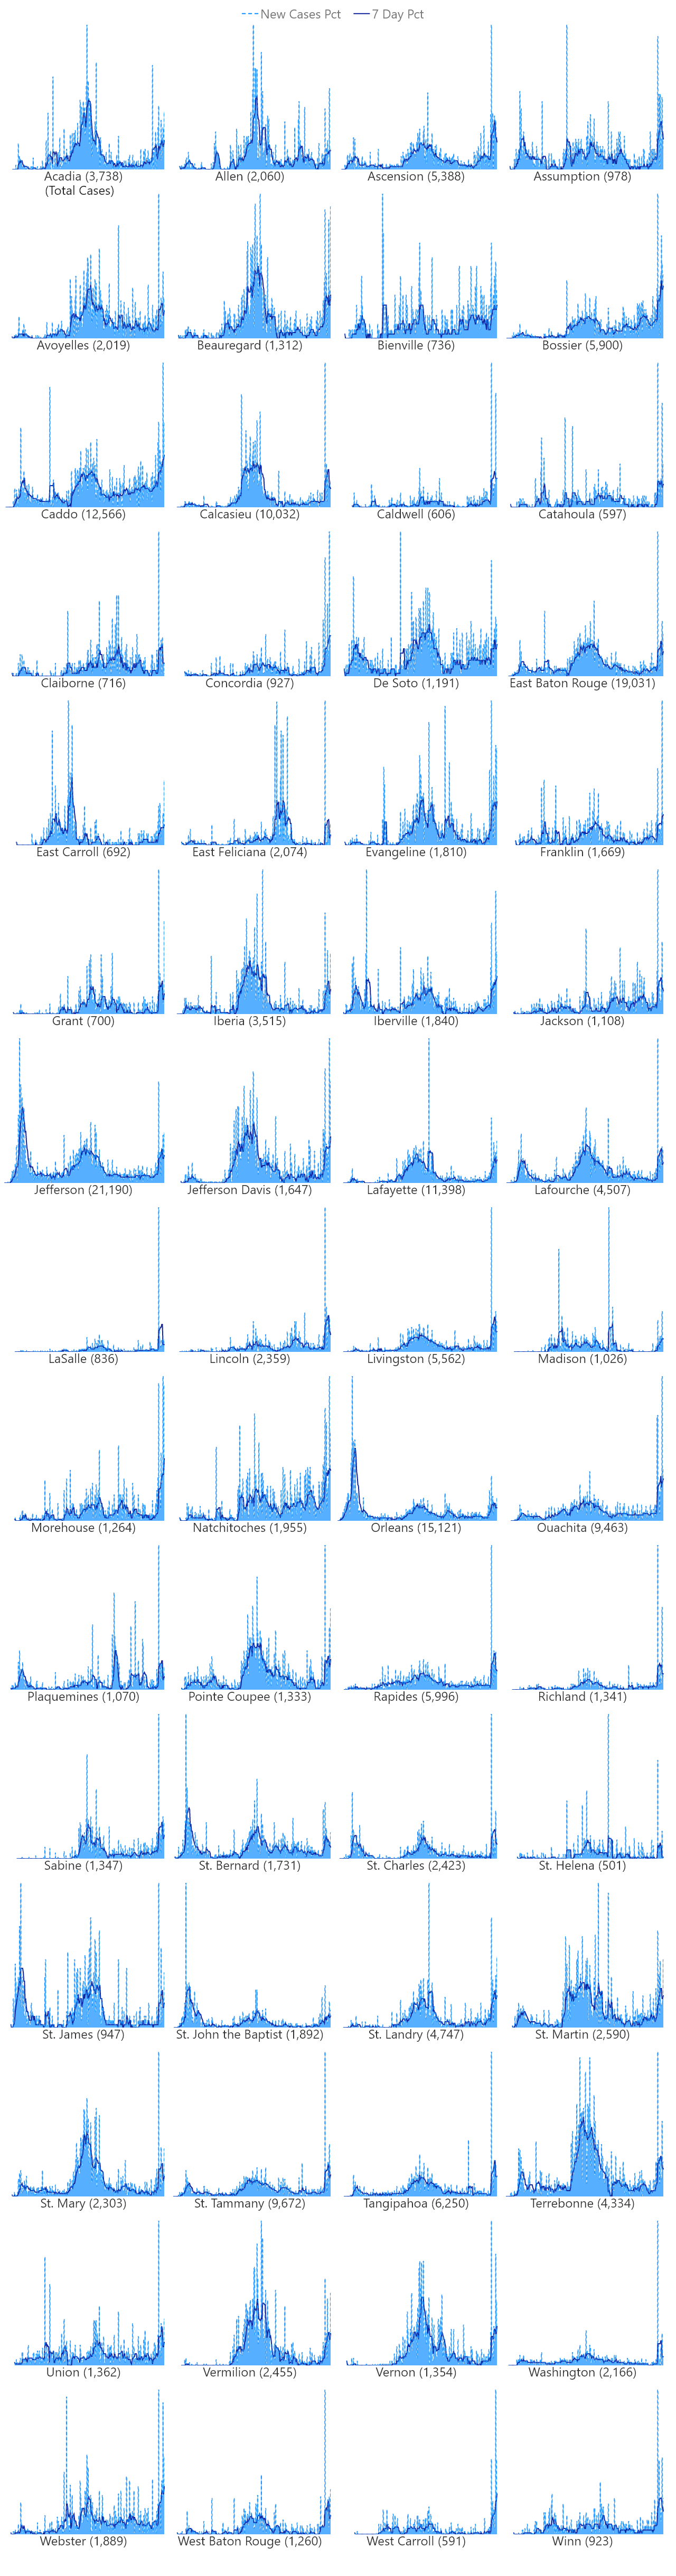 New Cases Pct 7 Day Pct
Acadia (3,738) Allen (2,060) Ascension (5,388) Assumption (978)
(Total Cases)
Avoyelles (2,019) Beauregard (1,312) Bienville (736) Bossier (5,900)
Caddo (12,566) Calcasieu (10,032) Caldwell (606) Catahoula (597)
Claiborne (716) Concordia (927) De Soto (1,191) East Baton Rouge (19,031)
East Carroll (692) East Feliciana (2,074) Evangeline (1,810) Franklin (1,669)
Grant (700) Iberia (3,515) Iberville (1,840) Jackson (1,108)
Jefferson (21,190) Jefferson Davis (1,647) Lafayette (11,398) Lafourche (4,507)
LaSalle (836) Lincoln (2,359) Livingston (5,562) Madison (1,026)
Morehouse (1,264) Natchitoches (1,955) Orleans (15,121) Ouachita (9,463)
Plaquemines (1,070) Pointe Coupee (1,333) Rapides (5,996) Richland (1,341)
Sabine (1,347) St. Bernard (1,731) St. Charles (2,423) St. Helena (501)
St. James (947) St. John the Baptist (1,892) St. Landry (4,747) St. Martin (2,590)
St. Mary (2,303) St. Tammany (9,672) Tangipahoa (6,250) Terrebonne (4,334)
Union (1,362) Vermilion (2,455) Vernon (1,354) Washington (2,166)
Webster (1,889) West Baton Rouge (1,260) West Carroll (591) Winn (923)